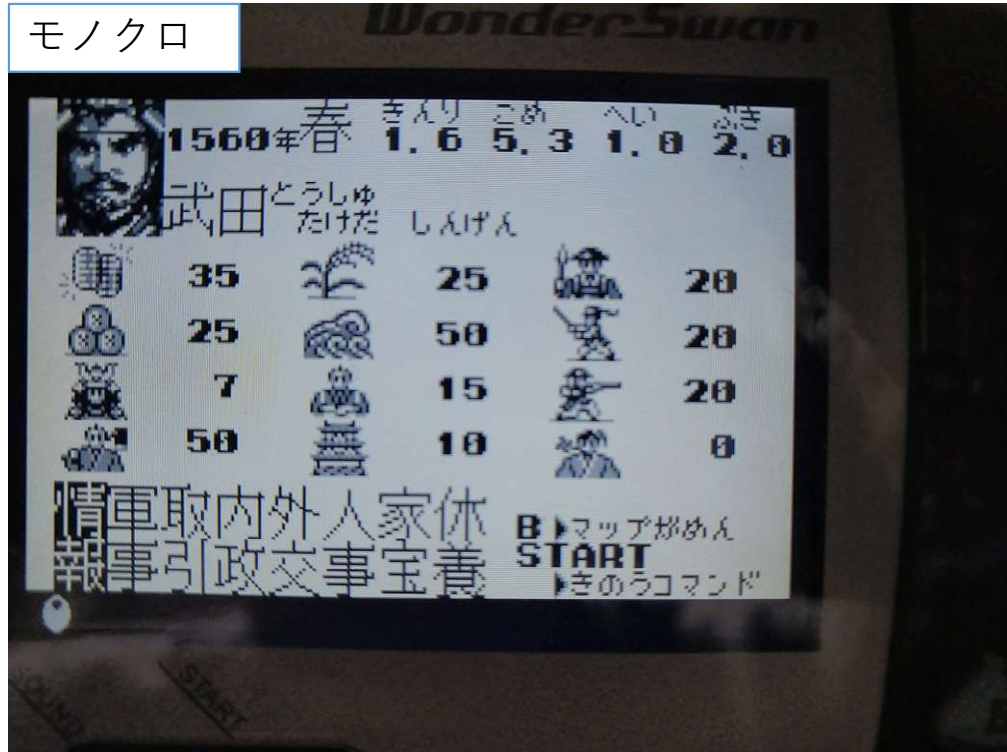 モノクロ
WonderSwan
1560年春 きんり 1.6 こめ 5.3 へい 1.0 ぶき 2.0
武田 とうしゅ たけだ しんげん
35 25 20
25 50 20
7 15 20
50 10 0
情報 軍事 取引 内政 外交 人事 家宝 休養
B▶マップがめん
START
▶きのうコマンド
SOUND START